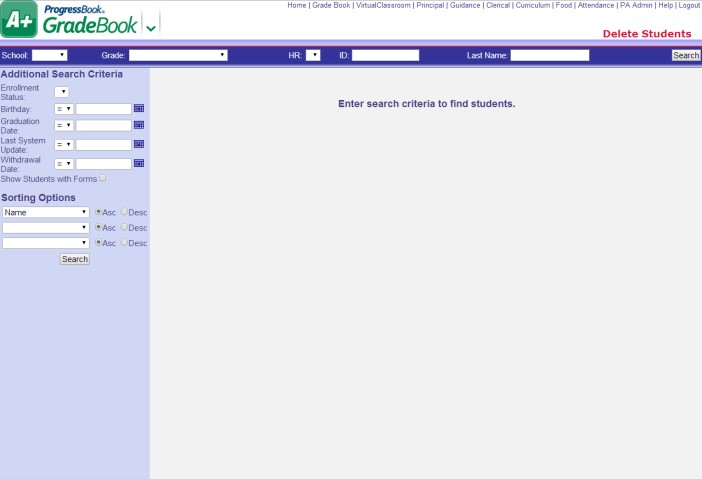 Home | Grade Book | VirtualClassroom | Principal | Guidance | Clerical | Curriculum | Food | Attendance | PA Admin | Help | Logout
A+ ProgressBook®
GradeBook
Delete Students
School: Grade: HR: ID: Last Name: Search
Additional Search Criteria
Enrollment
Status:
Birthday: =
Graduation
Date: =
Last System
Update: =
Withdrawal
Date: =
Show Students with Forms
Sorting Options
Name Asc Desc
Asc Desc
Asc Desc
Search
Enter search criteria to find students.